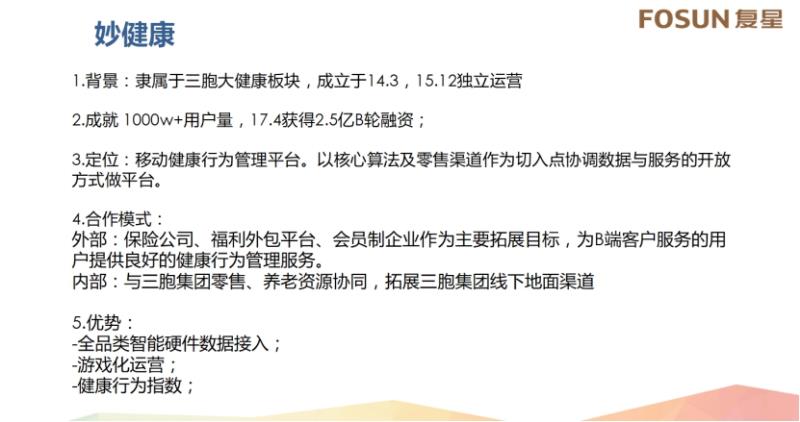 FOSUN复星
妙健康
1.背景：隶属于三胞大健康板块，成立于14.3，15.12独立运营
2.成就 1000w+用户量，17.4获得2.5亿B轮融资；
3.定位：移动健康行为管理平台。以核心算法及零售渠道作为切入点协调数据与服务的开放
方式做平台。
4.合作模式：
外部：保险公司、福利外包平台、会员制企业作为主要拓展目标，为B端客户服务的用
户提供良好的健康行为管理服务。
内部：与三胞集团零售、养老资源协同，拓展三胞集团线下地面渠道
5.优势：
-全品类智能硬件数据接入；
-游戏化运营；
-健康行为指数；